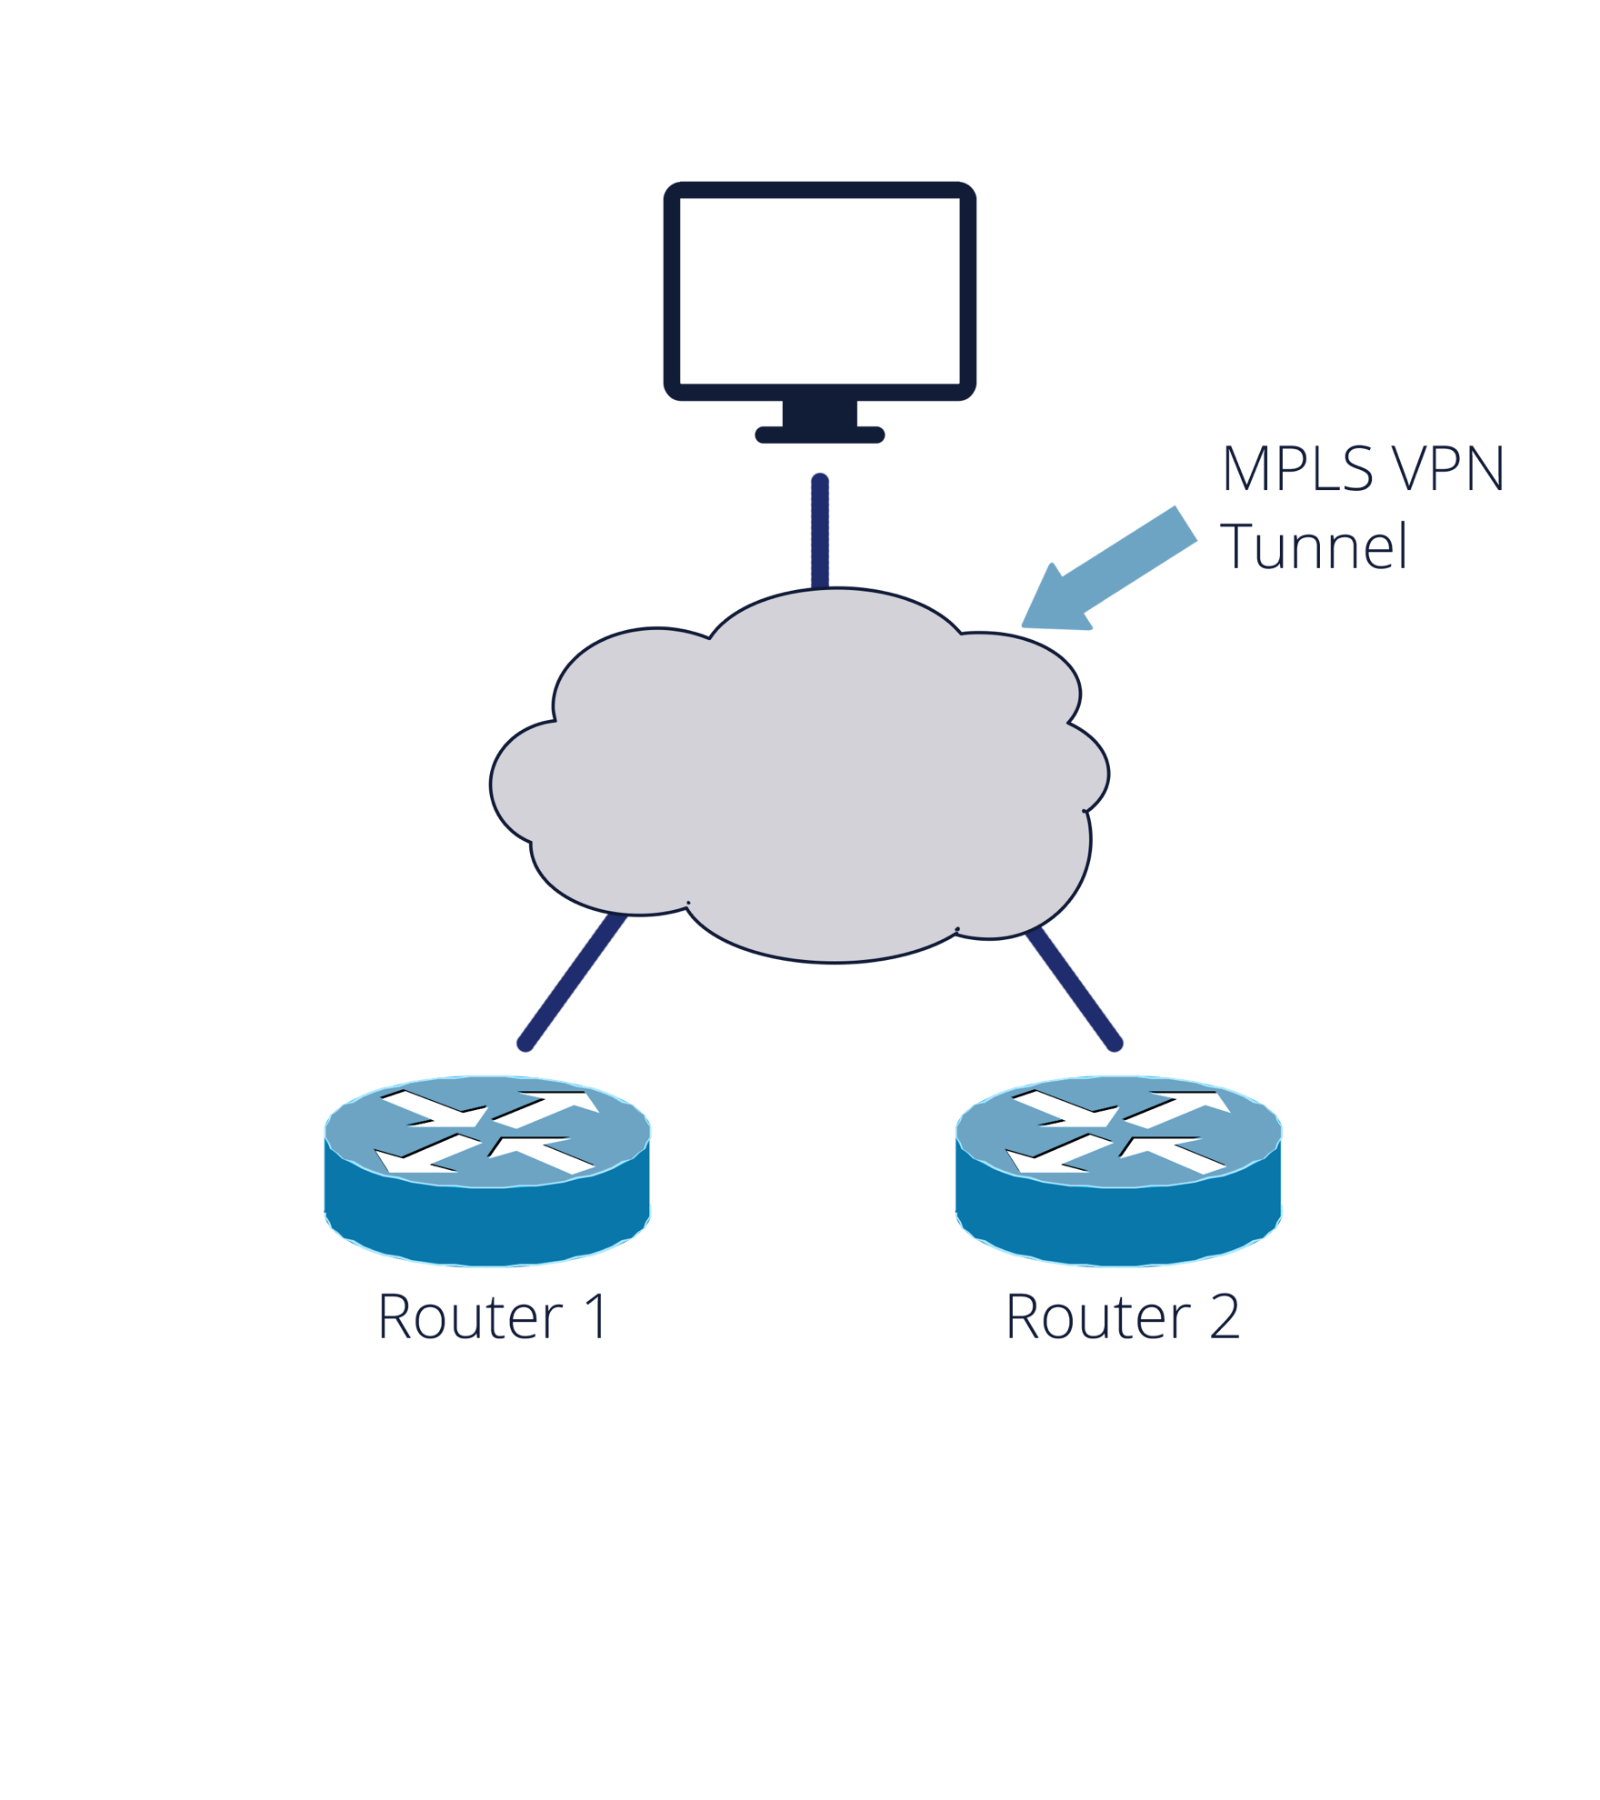 MPLS VPN
Tunnel
Router 1
Router 2